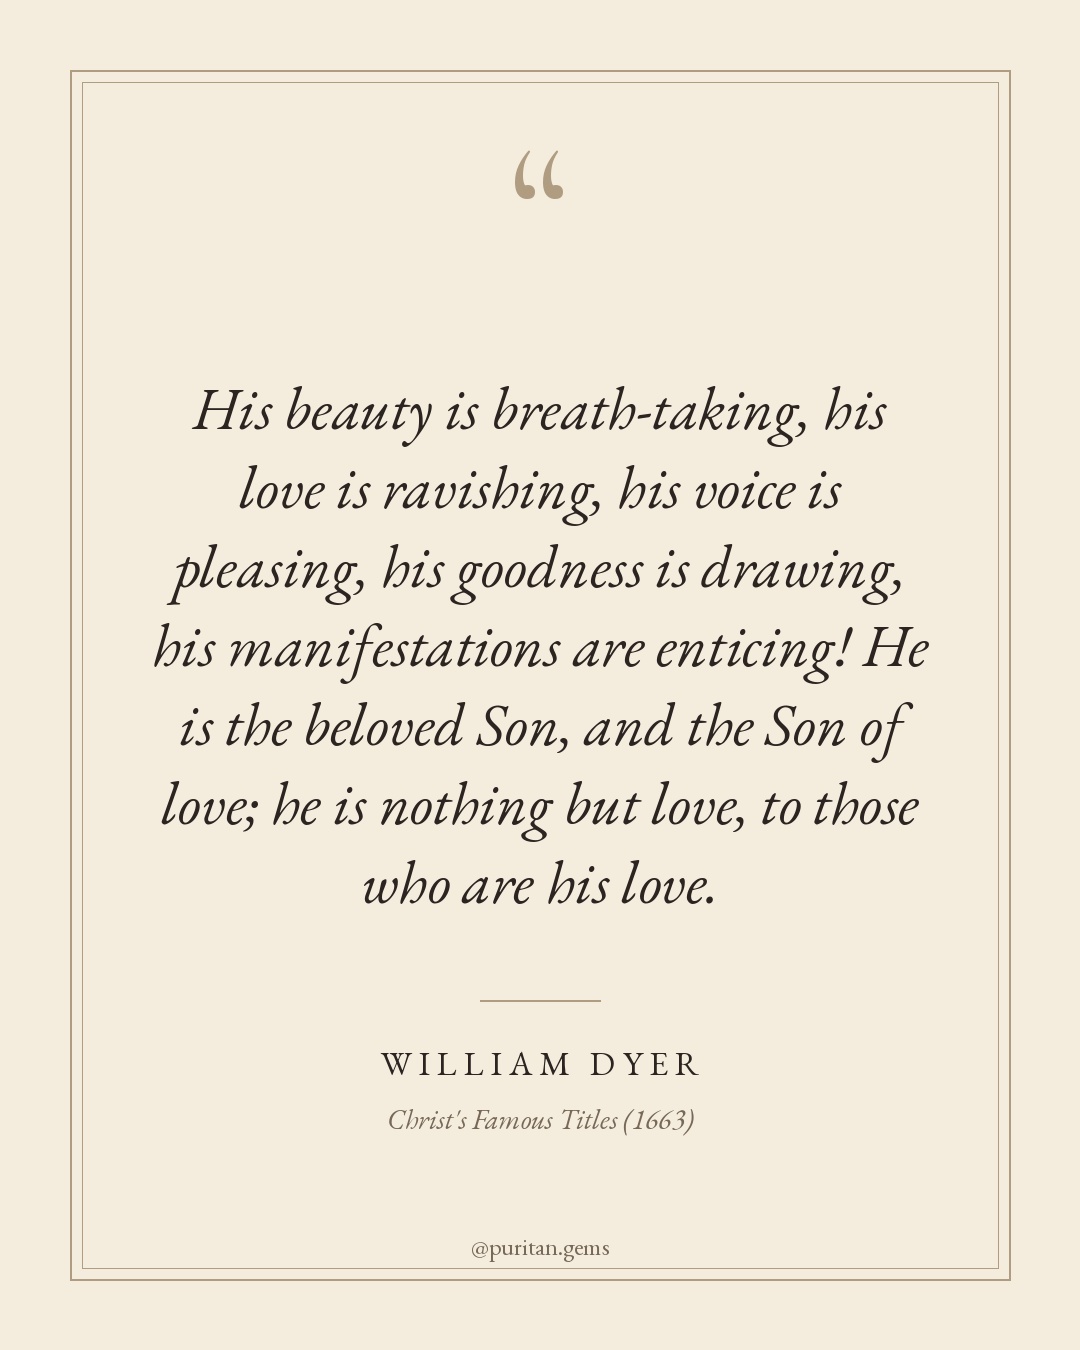 “
His beauty is breath-taking, his
love is ravishing, his voice is
pleasing, his goodness is drawing,
his manifestations are enticing! He
is the beloved Son, and the Son of
love; he is nothing but love, to those
who are his love.
WILLIAM DYER
Christ's Famous Titles (1663)
@puritan.gems